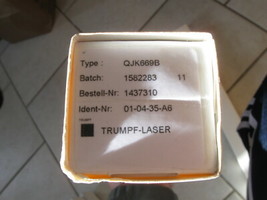 Type : QJK669B
Batch: 1582283 11
Bestell-Nr: 1437310
Ident-Nr: 01-04-35-A6
TRUMPF-LASER